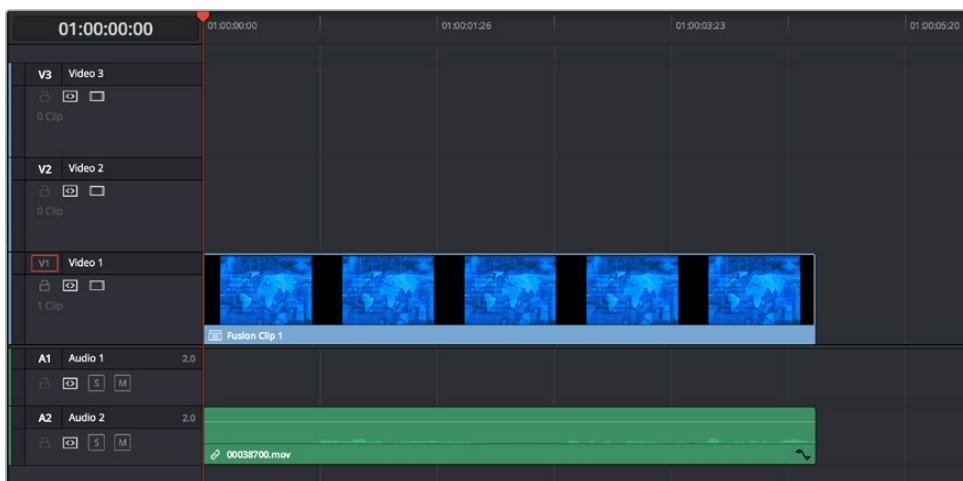 01:00:00:00
01:00:00:00 01:00:01:26 01:00:03:23 01:00:05:20
V3 Video 3
0 Clip
V2 Video 2
0 Clip
V1 Video 1
1 Clip
Fusion Clip 1
A1 Audio 1 2.0
S M
A2 Audio 2 2.0
S M
00038700.mov